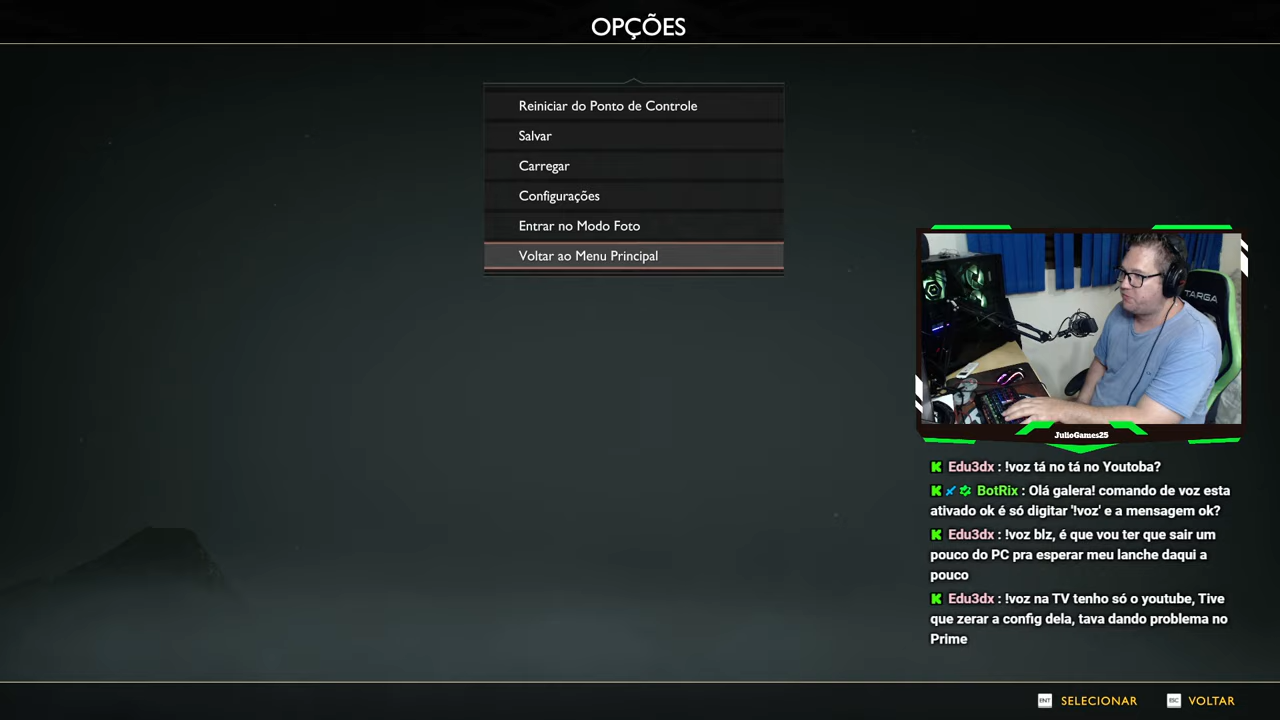 OPÇÕES
Reiniciar do Ponto de Controle
Salvar
Carregar
Configurações
Entrar no Modo Foto
Voltar ao Menu Principal
TARGA
JulioGames25
Edu3dx : !voz tá no tá no Youtoba?
BotRix : Olá galera! comando de voz esta
ativado ok é só digitar '!voz' e a mensagem ok?
Edu3dx : !voz blz, é que vou ter que sair um
pouco do PC pra esperar meu lanche daqui a
pouco
Edu3dx : !voz na TV tenho só o youtube, Tive
que zerar a config dela, tava dando problema no
Prime
ENT SELECIONAR ESC VOLTAR